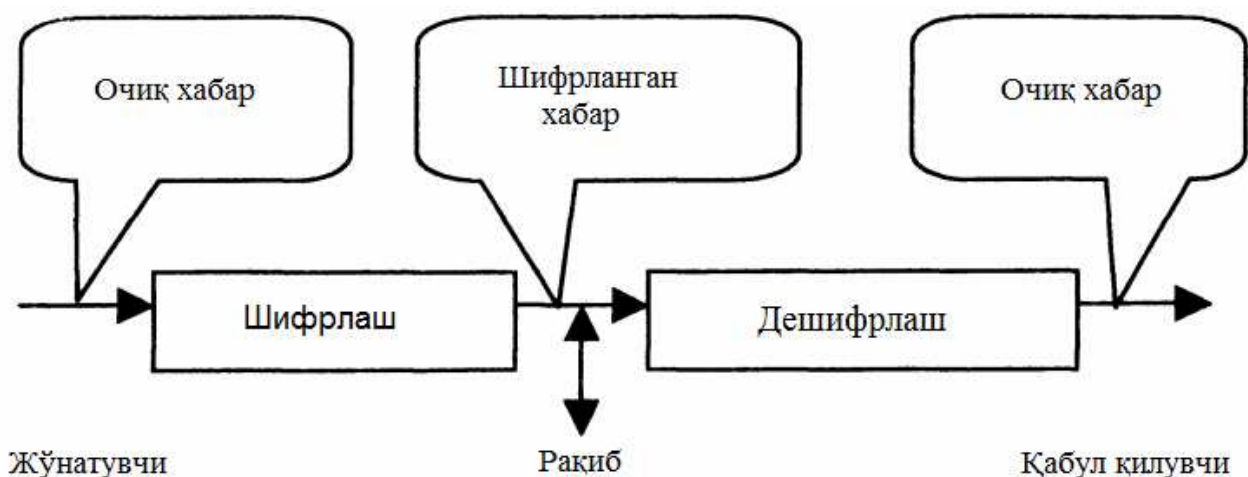 Очиқ хабар
Шифрланган
хабар
Очиқ хабар
Шифрлаш
Дешифрлаш
Жўнатувчи
Рақиб
Қабул қилувчи